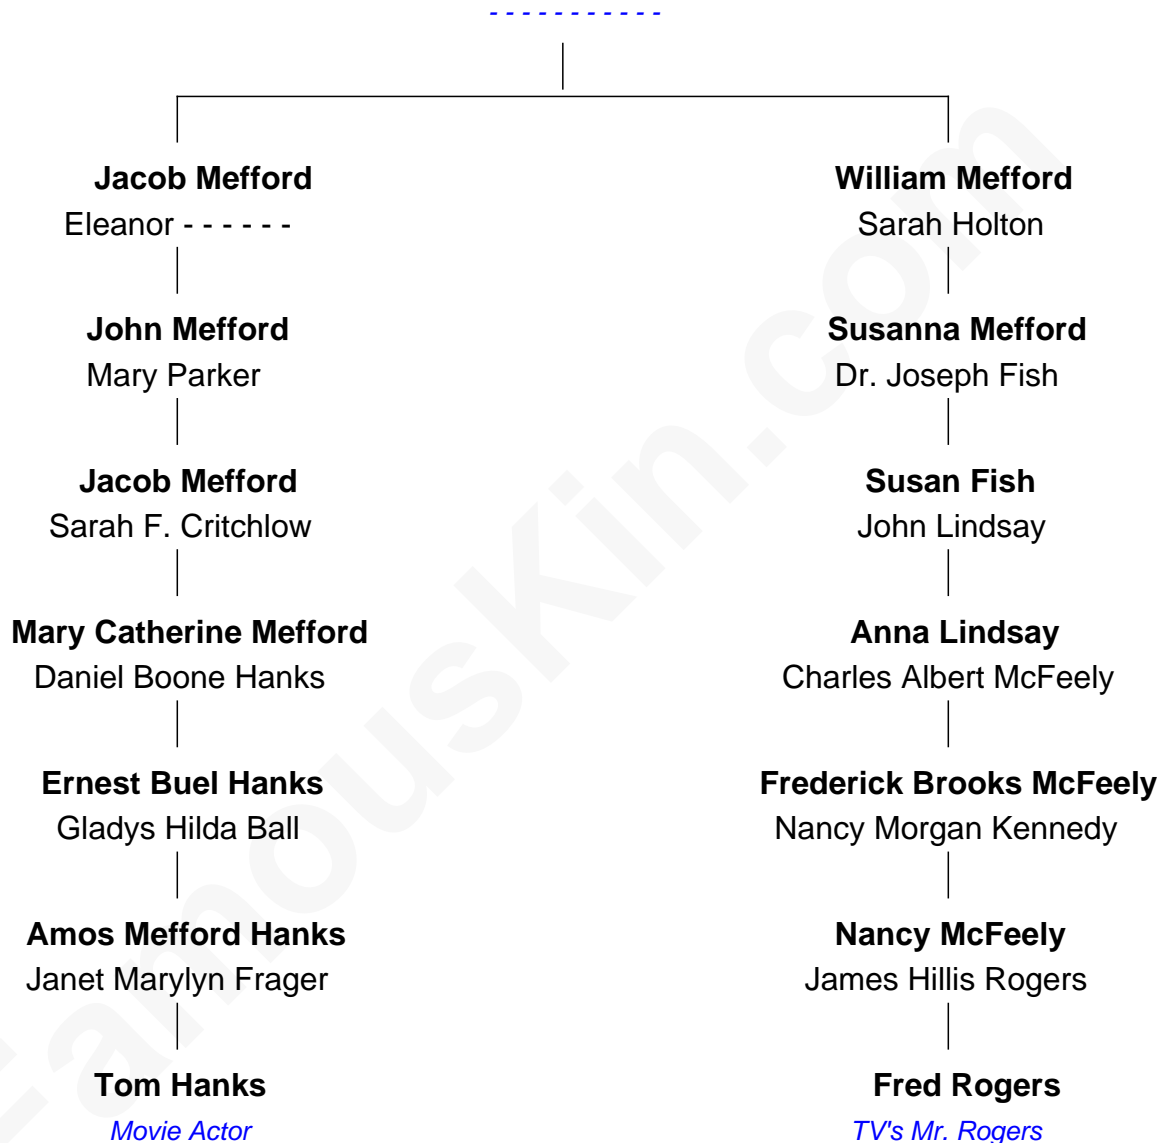 - - - - - - - - - - -
Jacob Mefford
Eleanor - - - - - -
William Mefford
Sarah Holton
John Mefford
Mary Parker
Susanna Mefford
Dr. Joseph Fish
Jacob Mefford
Sarah F. Critchlow
Susan Fish
John Lindsay
Mary Catherine Mefford
Daniel Boone Hanks
Anna Lindsay
Charles Albert McFeely
Ernest Buel Hanks
Gladys Hilda Ball
Frederick Brooks McFeely
Nancy Morgan Kennedy
Amos Mefford Hanks
Janet Marylyn Frager
Nancy McFeely
James Hillis Rogers
Tom Hanks
Movie Actor
Fred Rogers
TV's Mr. Rogers
FamousKin.com